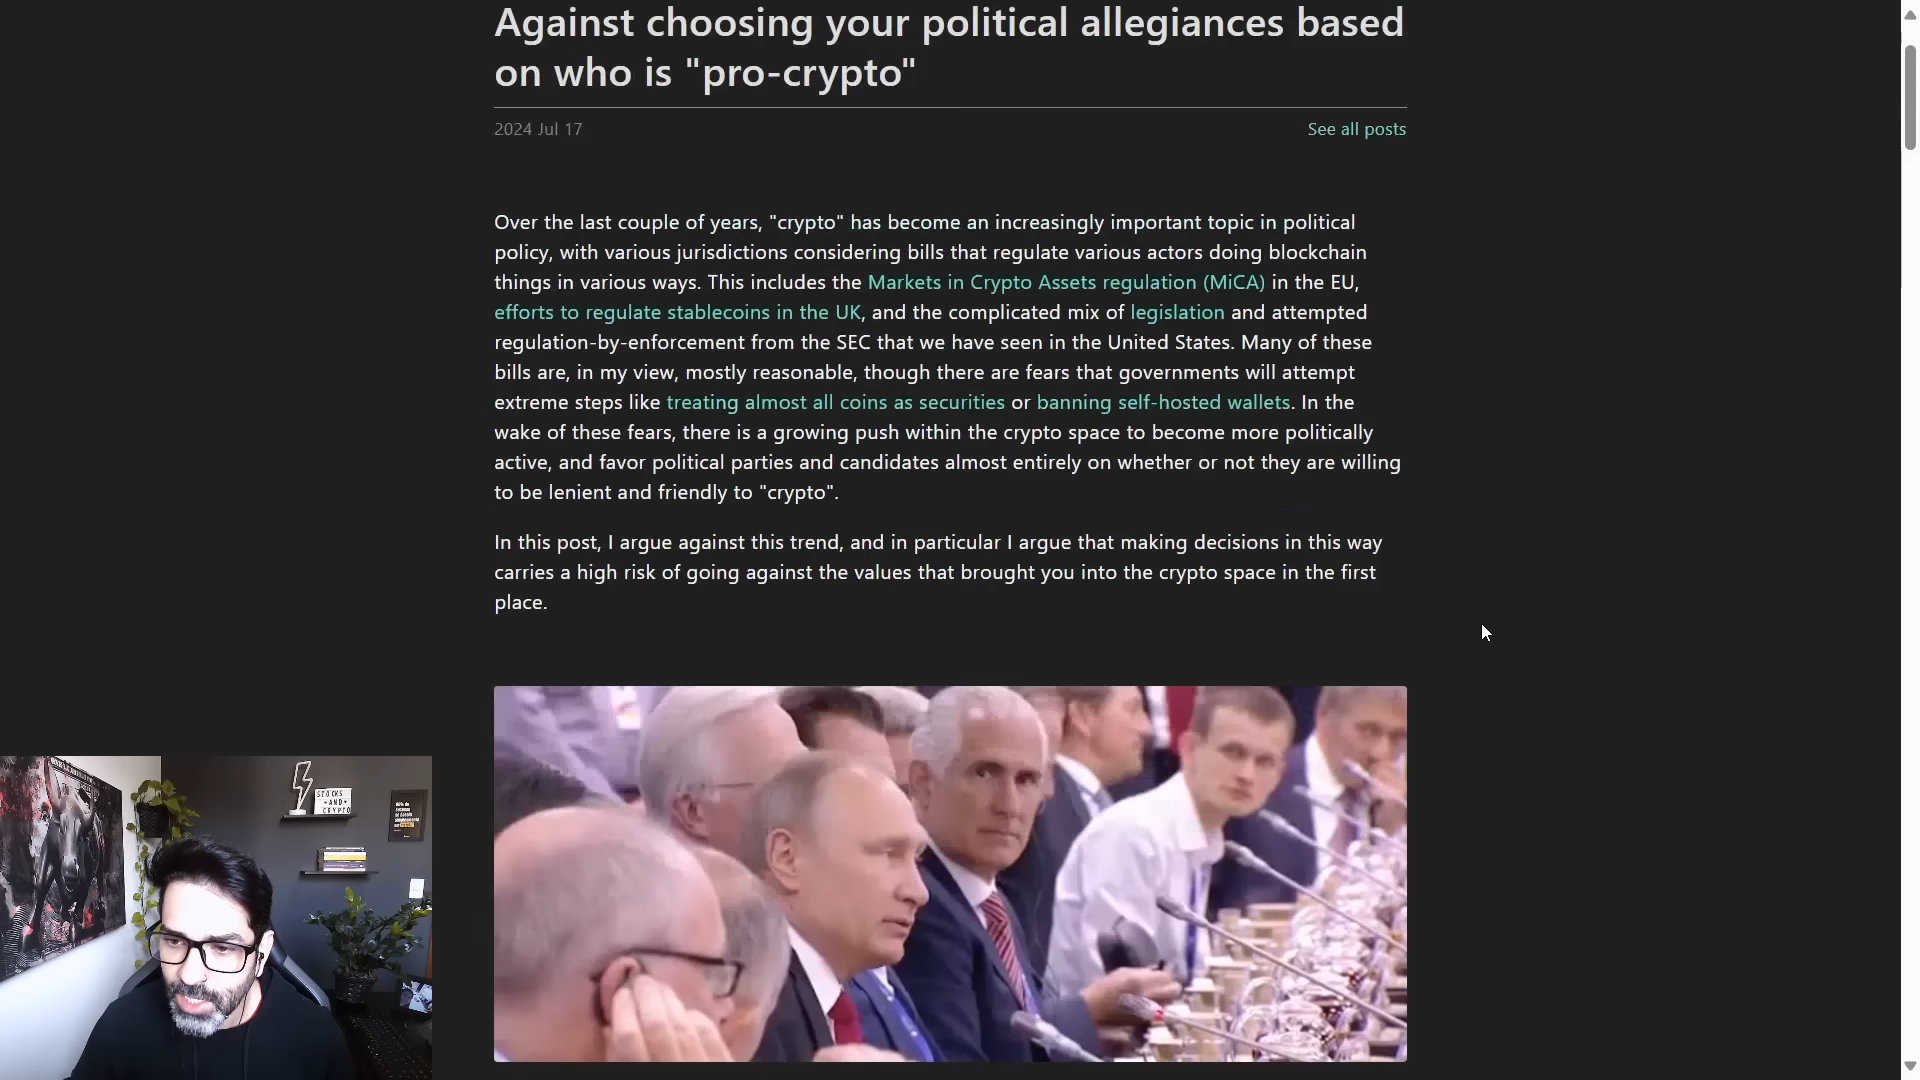 Against choosing your political allegiances based
on who is "pro-crypto"
2024 Jul 17
See all posts
Over the last couple of years, "crypto" has become an increasingly important topic in political
policy, with various jurisdictions considering bills that regulate various actors doing blockchain
things in various ways. This includes the Markets in Crypto Assets regulation (MiCA) in the EU,
efforts to regulate stablecoins in the UK, and the complicated mix of legislation and attempted
regulation-by-enforcement from the SEC that we have seen in the United States. Many of these
bills are, in my view, mostly reasonable, though there are fears that governments will attempt
extreme steps like treating almost all coins as securities or banning self-hosted wallets. In the
wake of these fears, there is a growing push within the crypto space to become more politically
active, and favor political parties and candidates almost entirely on whether or not they are willing
to be lenient and friendly to "crypto".
In this post, I argue against this trend, and in particular I argue that making decisions in this way
carries a high risk of going against the values that brought you into the crypto space in the first
place.
STOCKS
AND
CRYPTO